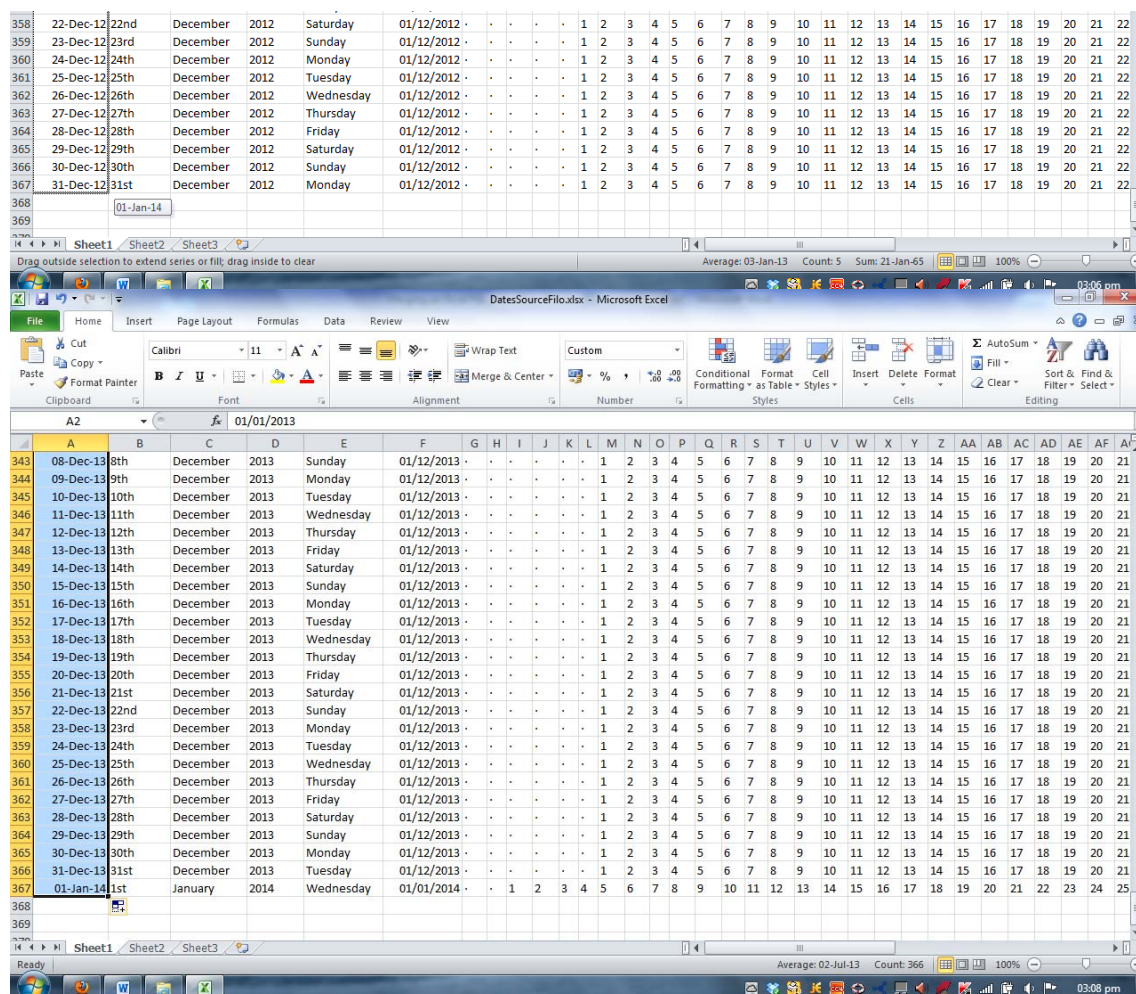 358 22-Dec-12 22nd December 2012 Saturday 01/12/2012 · · · · · 1 2 3 4 5 6 7 8 9 10 11 12 13 14 15 16 17 18 19 20 21 22
359 23-Dec-12 23rd December 2012 Sunday 01/12/2012 · · · · · 1 2 3 4 5 6 7 8 9 10 11 12 13 14 15 16 17 18 19 20 21 22
360 24-Dec-12 24th December 2012 Monday 01/12/2012 · · · · · 1 2 3 4 5 6 7 8 9 10 11 12 13 14 15 16 17 18 19 20 21 22
361 25-Dec-12 25th December 2012 Tuesday 01/12/2012 · · · · · 1 2 3 4 5 6 7 8 9 10 11 12 13 14 15 16 17 18 19 20 21 22
362 26-Dec-12 26th December 2012 Wednesday 01/12/2012 · · · · · 1 2 3 4 5 6 7 8 9 10 11 12 13 14 15 16 17 18 19 20 21 22
363 27-Dec-12 27th December 2012 Thursday 01/12/2012 · · · · · 1 2 3 4 5 6 7 8 9 10 11 12 13 14 15 16 17 18 19 20 21 22
364 28-Dec-12 28th December 2012 Friday 01/12/2012 · · · · · 1 2 3 4 5 6 7 8 9 10 11 12 13 14 15 16 17 18 19 20 21 22
365 29-Dec-12 29th December 2012 Saturday 01/12/2012 · · · · · 1 2 3 4 5 6 7 8 9 10 11 12 13 14 15 16 17 18 19 20 21 22
366 30-Dec-12 30th December 2012 Sunday 01/12/2012 · · · · · 1 2 3 4 5 6 7 8 9 10 11 12 13 14 15 16 17 18 19 20 21 22
367 31-Dec-12 31st December 2012 Monday 01/12/2012 · · · · · 1 2 3 4 5 6 7 8 9 10 11 12 13 14 15 16 17 18 19 20 21 22
368
01-Jan-14
369
Sheet1 Sheet2 Sheet3
Drag outside selection to extend series or fill; drag inside to clear Average: 03-Jan-13 Count: 5 Sum: 21-Jan-65 100%
03:06 pm
DatesSourceFilo.xlsx - Microsoft Excel
File Home Insert Page Layout Formulas Data Review View
Cut Calibri 11 Wrap Text Custom AutoSum
Copy Fill
Paste Format Painter Merge & Center Conditional Formatting Format as Table Cell Styles Insert Delete Format Clear Sort & Filter Find & Select
Clipboard Font Alignment Number Styles Cells Editing
A2 fx 01/01/2013
A B C D E F G H I J K L M N O P Q R S T U V W X Y Z AA AB AC AD AE AF
343 08-Dec-13 8th December 2013 Sunday 01/12/2013 · · · · · · 1 2 3 4 5 6 7 8 9 10 11 12 13 14 15 16 17 18 19 20 21
344 09-Dec-13 9th December 2013 Monday 01/12/2013 · · · · · · 1 2 3 4 5 6 7 8 9 10 11 12 13 14 15 16 17 18 19 20 21
345 10-Dec-13 10th December 2013 Tuesday 01/12/2013 · · · · · · 1 2 3 4 5 6 7 8 9 10 11 12 13 14 15 16 17 18 19 20 21
346 11-Dec-13 11th December 2013 Wednesday 01/12/2013 · · · · · · 1 2 3 4 5 6 7 8 9 10 11 12 13 14 15 16 17 18 19 20 21
347 12-Dec-13 12th December 2013 Thursday 01/12/2013 · · · · · · 1 2 3 4 5 6 7 8 9 10 11 12 13 14 15 16 17 18 19 20 21
348 13-Dec-13 13th December 2013 Friday 01/12/2013 · · · · · · 1 2 3 4 5 6 7 8 9 10 11 12 13 14 15 16 17 18 19 20 21
349 14-Dec-13 14th December 2013 Saturday 01/12/2013 · · · · · · 1 2 3 4 5 6 7 8 9 10 11 12 13 14 15 16 17 18 19 20 21
350 15-Dec-13 15th December 2013 Sunday 01/12/2013 · · · · · · 1 2 3 4 5 6 7 8 9 10 11 12 13 14 15 16 17 18 19 20 21
351 16-Dec-13 16th December 2013 Monday 01/12/2013 · · · · · · 1 2 3 4 5 6 7 8 9 10 11 12 13 14 15 16 17 18 19 20 21
352 17-Dec-13 17th December 2013 Tuesday 01/12/2013 · · · · · · 1 2 3 4 5 6 7 8 9 10 11 12 13 14 15 16 17 18 19 20 21
353 18-Dec-13 18th December 2013 Wednesday 01/12/2013 · · · · · · 1 2 3 4 5 6 7 8 9 10 11 12 13 14 15 16 17 18 19 20 21
354 19-Dec-13 19th December 2013 Thursday 01/12/2013 · · · · · · 1 2 3 4 5 6 7 8 9 10 11 12 13 14 15 16 17 18 19 20 21
355 20-Dec-13 20th December 2013 Friday 01/12/2013 · · · · · · 1 2 3 4 5 6 7 8 9 10 11 12 13 14 15 16 17 18 19 20 21
356 21-Dec-13 21st December 2013 Saturday 01/12/2013 · · · · · · 1 2 3 4 5 6 7 8 9 10 11 12 13 14 15 16 17 18 19 20 21
357 22-Dec-13 22nd December 2013 Sunday 01/12/2013 · · · · · · 1 2 3 4 5 6 7 8 9 10 11 12 13 14 15 16 17 18 19 20 21
358 23-Dec-13 23rd December 2013 Monday 01/12/2013 · · · · · · 1 2 3 4 5 6 7 8 9 10 11 12 13 14 15 16 17 18 19 20 21
359 24-Dec-13 24th December 2013 Tuesday 01/12/2013 · · · · · · 1 2 3 4 5 6 7 8 9 10 11 12 13 14 15 16 17 18 19 20 21
360 25-Dec-13 25th December 2013 Wednesday 01/12/2013 · · · · · · 1 2 3 4 5 6 7 8 9 10 11 12 13 14 15 16 17 18 19 20 21
361 26-Dec-13 26th December 2013 Thursday 01/12/2013 · · · · · · 1 2 3 4 5 6 7 8 9 10 11 12 13 14 15 16 17 18 19 20 21
362 27-Dec-13 27th December 2013 Friday 01/12/2013 · · · · · · 1 2 3 4 5 6 7 8 9 10 11 12 13 14 15 16 17 18 19 20 21
363 28-Dec-13 28th December 2013 Saturday 01/12/2013 · · · · · · 1 2 3 4 5 6 7 8 9 10 11 12 13 14 15 16 17 18 19 20 21
364 29-Dec-13 29th December 2013 Sunday 01/12/2013 · · · · · · 1 2 3 4 5 6 7 8 9 10 11 12 13 14 15 16 17 18 19 20 21
365 30-Dec-13 30th December 2013 Monday 01/12/2013 · · · · · · 1 2 3 4 5 6 7 8 9 10 11 12 13 14 15 16 17 18 19 20 21
366 31-Dec-13 31st December 2013 Tuesday 01/12/2013 · · · · · · 1 2 3 4 5 6 7 8 9 10 11 12 13 14 15 16 17 18 19 20 21
367 01-Jan-14 1st January 2014 Wednesday 01/01/2014 · · 1 2 3 4 5 6 7 8 9 10 11 12 13 14 15 16 17 18 19 20 21 22 23 24 25
368
369
Sheet1 Sheet2 Sheet3
Ready Average: 02-Jul-13 Count: 366 100%
03:08 pm